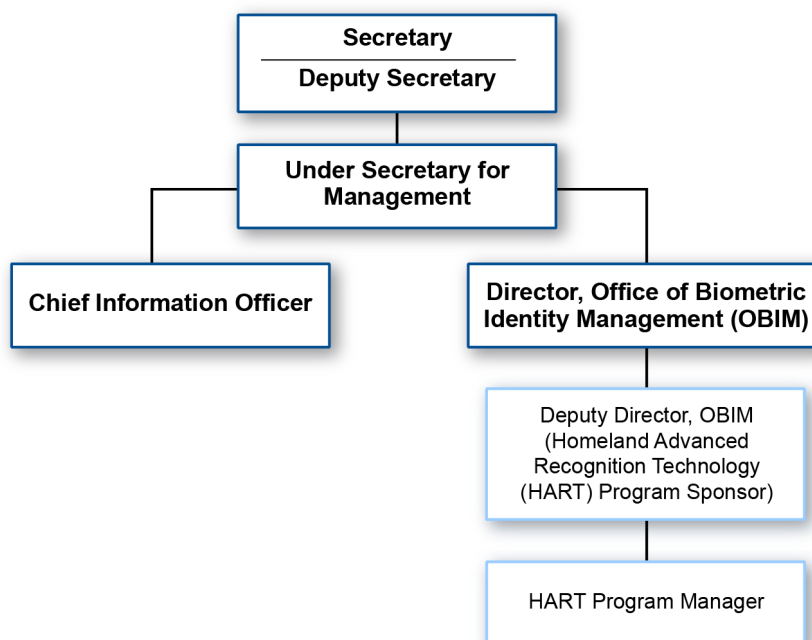 Secretary
Deputy Secretary
Under Secretary for
Management
Chief Information Officer
Director, Office of Biometric
Identity Management (OBIM)
Deputy Director, OBIM
(Homeland Advanced
Recognition Technology
(HART) Program Sponsor)
HART Program Manager